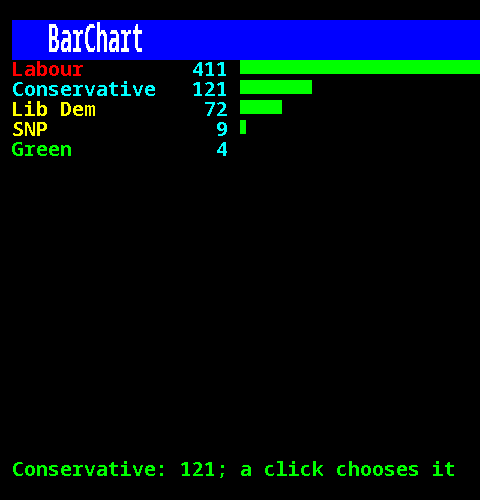 BarChart
Labour 411
Conservative 121
Lib Dem 72
SNP 9
Green 4
Conservative: 121; a click chooses it